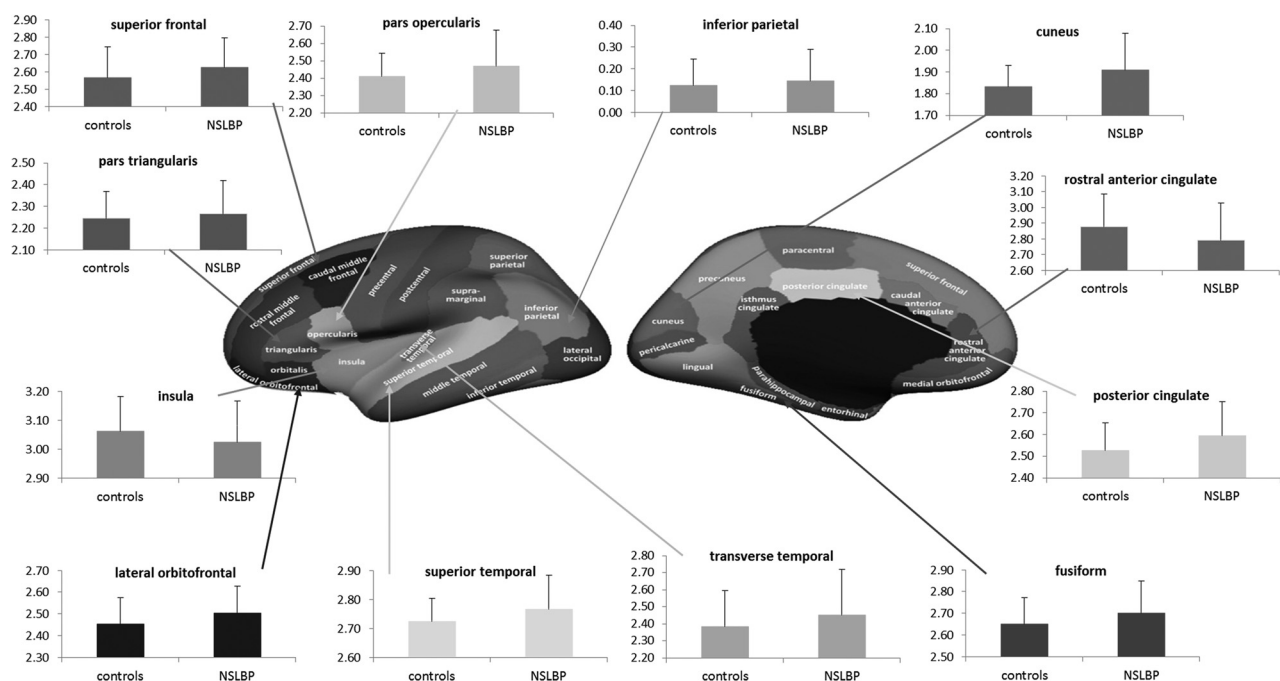 superior frontal
2.90
2.80
2.70
2.60
2.50
2.40
controls
NSLBP
pars opercularis
2.70
2.60
2.50
2.40
2.30
2.20
controls
NSLBP
inferior parietal
0.40
0.30
0.20
0.10
0.00
controls
NSLBP
cuneus
2.10
2.00
1.90
1.80
1.70
controls
NSLBP
pars triangularis
2.50
2.40
2.30
2.20
2.10
controls
NSLBP
rostral anterior cingulate
3.20
3.10
3.00
2.90
2.80
2.70
2.60
controls
NSLBP
superior frontal
caudal middle
frontal
rostral middle
frontal
precentral
postcentral
superior
parietal
supra-
marginal
inferior
parietal
opercularis
triangularis
orbitalis
lateral orbitofrontal
insula
transverse
temporal
superior temporal
middle temporal
inferior temporal
lateral
occipital
paracentral
precuneus
posterior cingulate
superior frontal
isthmus
cingulate
caudal
anterior
cingulate
cuneus
pericalcarine
lingual
rostral
anterior
cingulate
medial orbitofrontal
parahippocampal
fusiform
entorhinal
insula
3.20
3.10
3.00
2.90
controls
NSLBP
posterior cingulate
2.80
2.70
2.60
2.50
2.40
controls
NSLBP
lateral orbitofrontal
2.70
2.60
2.50
2.40
2.30
controls
NSLBP
superior temporal
2.90
2.80
2.70
2.60
controls
NSLBP
transverse temporal
2.80
2.70
2.60
2.50
2.40
2.30
2.20
controls
NSLBP
fusiform
2.90
2.80
2.70
2.60
2.50
controls
NSLBP